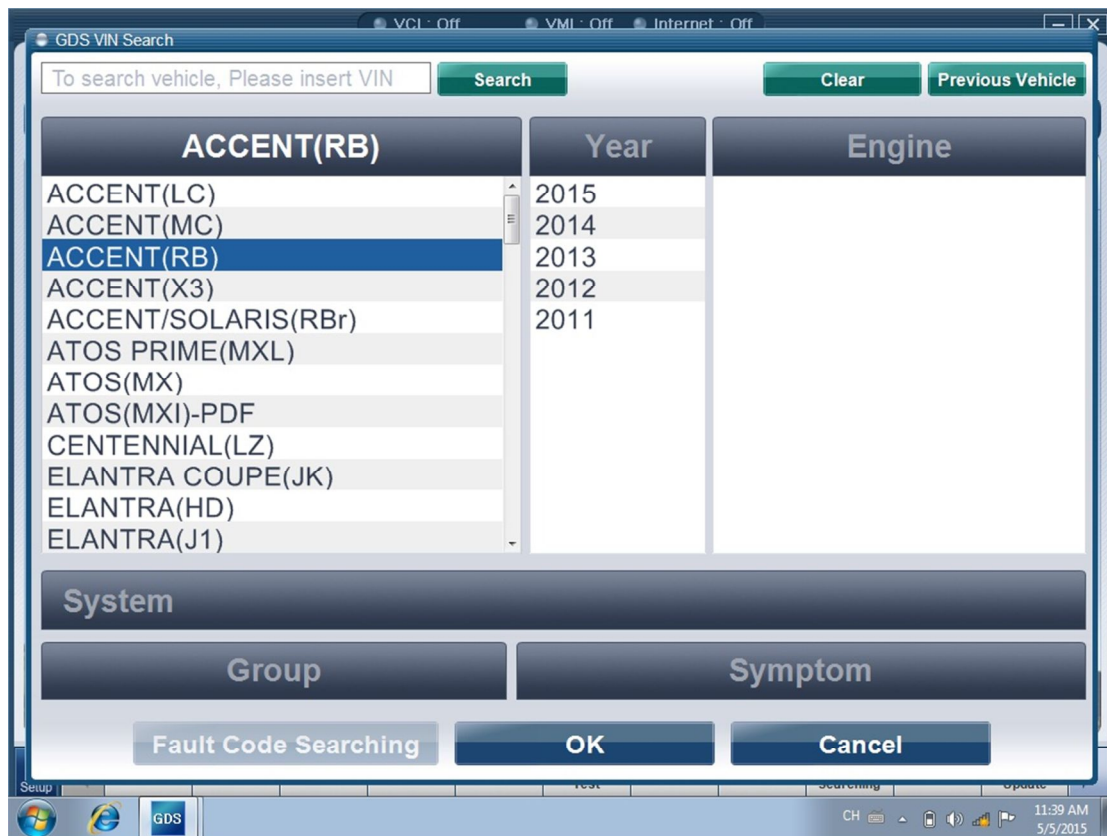 VCI : Off VMI : Off Internet : Off
GDS VIN Search
To search vehicle, Please insert VIN Search Clear Previous Vehicle
ACCENT(RB) Year Engine
ACCENT(LC) 2015
ACCENT(MC) 2014
ACCENT(RB) 2013
ACCENT(X3) 2012
ACCENT/SOLARIS(RBr) 2011
ATOS PRIME(MXL)
ATOS(MX)
ATOS(MXI)-PDF
CENTENNIAL(LZ)
ELANTRA COUPE(JK)
ELANTRA(HD)
ELANTRA(J1)
System
Group Symptom
Fault Code Searching OK Cancel
Setup Test Searching Update
GDS CH 11:39 AM
5/5/2015